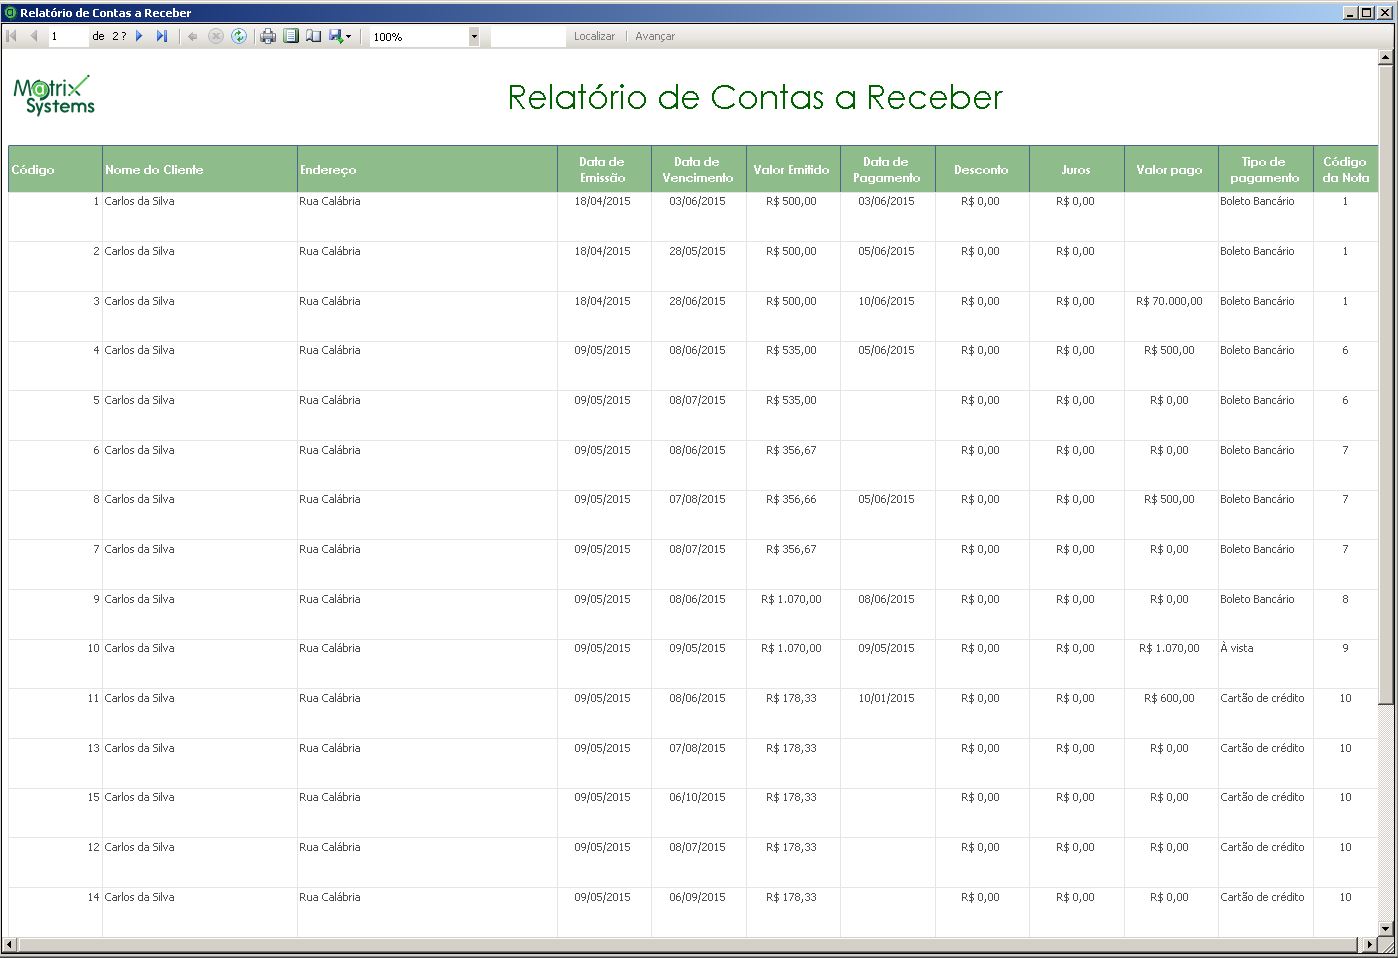 Relatório de Contas a Receber
1 de 2 ? 100% Localizar Avançar
M@trix
Systems
Relatório de Contas a Receber
Código Nome do Cliente Endereço Data de Emissão Data de Vencimento Valor Emitido Data de Pagamento Desconto Juros Valor pago Tipo de pagamento Código da Nota
1 Carlos da Silva Rua Calábria 18/04/2015 03/06/2015 R$ 500,00 03/06/2015 R$ 0,00 R$ 0,00 Boleto Bancário 1
2 Carlos da Silva Rua Calábria 18/04/2015 28/05/2015 R$ 500,00 05/06/2015 R$ 0,00 R$ 0,00 Boleto Bancário 1
3 Carlos da Silva Rua Calábria 18/04/2015 28/06/2015 R$ 500,00 10/06/2015 R$ 0,00 R$ 0,00 R$ 70.000,00 Boleto Bancário 1
4 Carlos da Silva Rua Calábria 09/05/2015 08/06/2015 R$ 535,00 05/06/2015 R$ 0,00 R$ 0,00 R$ 500,00 Boleto Bancário 6
5 Carlos da Silva Rua Calábria 09/05/2015 08/07/2015 R$ 535,00 R$ 0,00 R$ 0,00 R$ 0,00 Boleto Bancário 6
6 Carlos da Silva Rua Calábria 09/05/2015 08/06/2015 R$ 356,67 R$ 0,00 R$ 0,00 R$ 0,00 Boleto Bancário 7
8 Carlos da Silva Rua Calábria 09/05/2015 07/08/2015 R$ 356,66 05/06/2015 R$ 0,00 R$ 0,00 R$ 500,00 Boleto Bancário 7
7 Carlos da Silva Rua Calábria 09/05/2015 08/07/2015 R$ 356,67 R$ 0,00 R$ 0,00 R$ 0,00 Boleto Bancário 7
9 Carlos da Silva Rua Calábria 09/05/2015 08/06/2015 R$ 1.070,00 08/06/2015 R$ 0,00 R$ 0,00 R$ 0,00 Boleto Bancário 8
10 Carlos da Silva Rua Calábria 09/05/2015 09/05/2015 R$ 1.070,00 09/05/2015 R$ 0,00 R$ 0,00 R$ 1.070,00 À vista 9
11 Carlos da Silva Rua Calábria 09/05/2015 08/06/2015 R$ 178,33 10/01/2015 R$ 0,00 R$ 0,00 R$ 600,00 Cartão de crédito 10
13 Carlos da Silva Rua Calábria 09/05/2015 07/08/2015 R$ 178,33 R$ 0,00 R$ 0,00 R$ 0,00 Cartão de crédito 10
15 Carlos da Silva Rua Calábria 09/05/2015 06/10/2015 R$ 178,33 R$ 0,00 R$ 0,00 R$ 0,00 Cartão de crédito 10
12 Carlos da Silva Rua Calábria 09/05/2015 08/07/2015 R$ 178,33 R$ 0,00 R$ 0,00 R$ 0,00 Cartão de crédito 10
14 Carlos da Silva Rua Calábria 09/05/2015 06/09/2015 R$ 178,33 R$ 0,00 R$ 0,00 R$ 0,00 Cartão de crédito 10